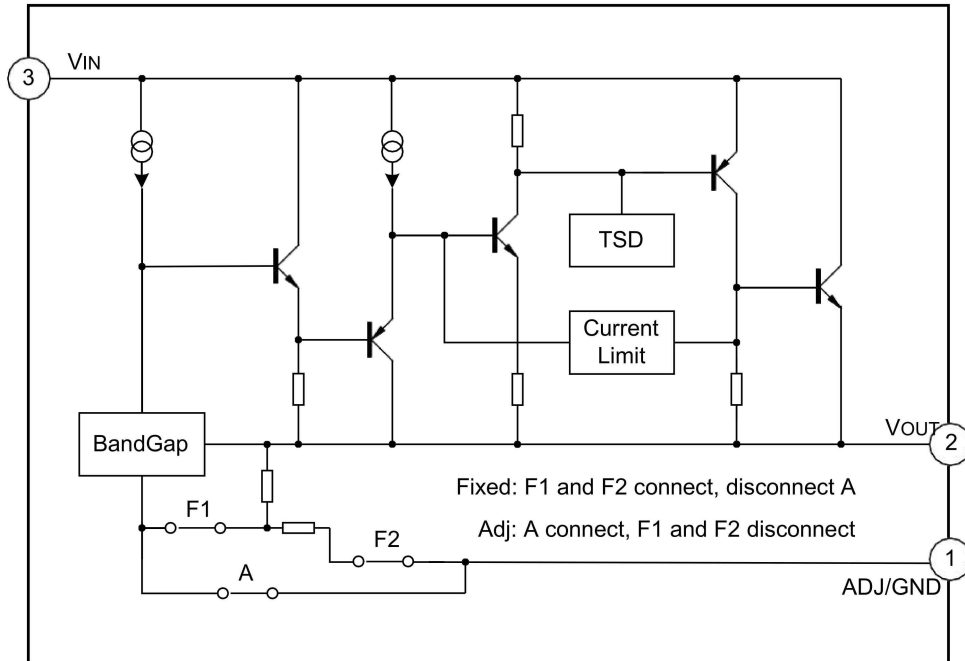 3
VIN
TSD
Current
Limit
BandGap
VOUT
2
Fixed: F1 and F2 connect, disconnect A
F1
Adj: A connect, F1 and F2 disconnect
F2
1
A
ADJ/GND